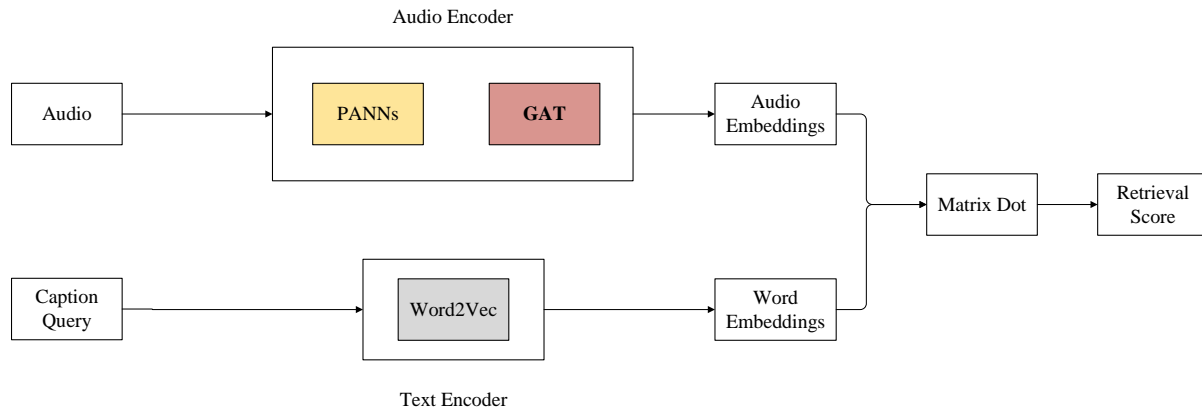 Audio Encoder
Audio
PANNs
GAT
Audio
Embeddings
Matrix Dot
Retrieval
Score
Caption
Query
Word2Vec
Word
Embeddings
Text Encoder